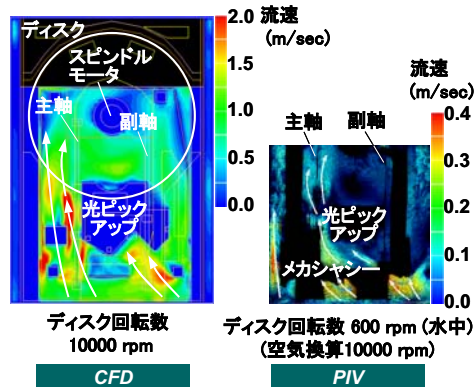 ディスク
スピンドル
モータ
主軸
副軸
光ピック
アップ
2.0
流速
(m/sec)
1.5
1.0
0.5
0.0
ディスク回転数
10000 rpm
CFD
流速
(m/sec)
0.4
0.3
0.2
0.1
0.0
主軸
副軸
光ピック
アップ
メカシャシー
ディスク回転数 600 rpm (水中)
(空気換算10000 rpm)
PIV